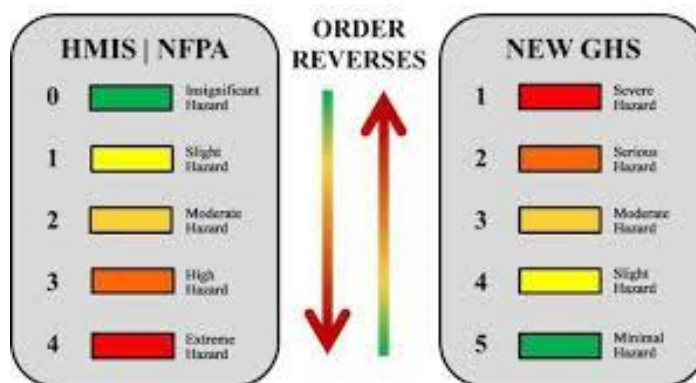 HMIS | NFPA
0 Insignificant
Hazard
1 Slight
Hazard
2 Moderate
Hazard
3 High
Hazard
4 Extreme
Hazard
ORDER
REVERSES
NEW GHS
1 Severe
Hazard
2 Serious
Hazard
3 Moderate
Hazard
4 Slight
Hazard
5 Minimal
Hazard